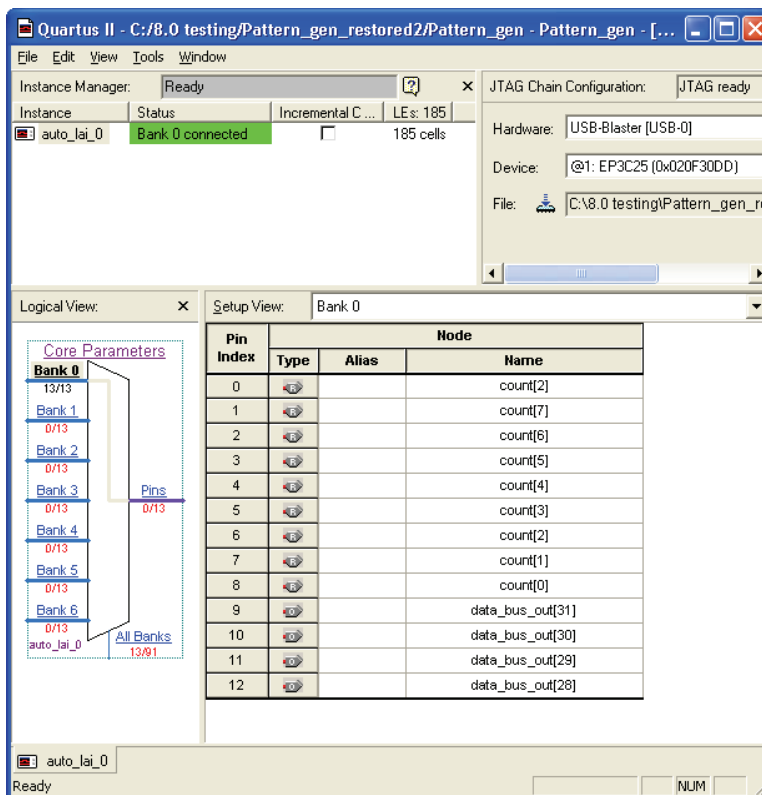 Quartus II - C:/8.0 testing/Pattern_gen_restored2/Pattern_gen - Pattern_gen - [...
File Edit View Tools Window
Instance Manager: Ready
Instance Status Incremental C ... LEs: 185
auto_lai_0 Bank 0 connected 185 cells
JTAG Chain Configuration: JTAG ready
Hardware: USB-Blaster [USB-0]
Device: @1: EP3C25 (0x020F30DD)
File: C:\8.0 testing\Pattern_gen_re
Logical View:
Core Parameters
Bank 0
13/13
Bank 1
0/13
Bank 2
0/13
Bank 3
0/13
Bank 4
0/13
Bank 5
0/13
Bank 6
0/13
Pins
0/13
auto_lai_0
All Banks
13/91
Setup View: Bank 0
Pin Index Node
Type Alias Name
0 count[2]
1 count[7]
2 count[6]
3 count[5]
4 count[4]
5 count[3]
6 count[2]
7 count[1]
8 count[0]
9 data_bus_out[31]
10 data_bus_out[30]
11 data_bus_out[29]
12 data_bus_out[28]
auto_lai_0
Ready NUM